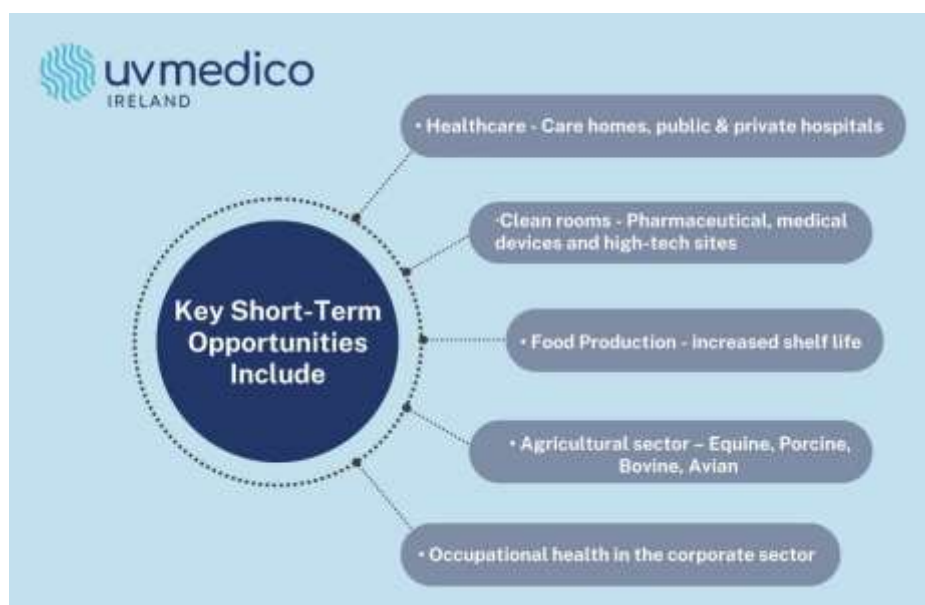 uvmedico
IRELAND
• Healthcare - Care homes, public & private hospitals
·Clean rooms - Pharmaceutical, medical
devices and high-tech sites
Key Short-Term
Opportunities
Include
• Food Production - increased shelf life
• Agricultural sector – Equine, Porcine,
Bovine, Avian
• Occupational health in the corporate sector